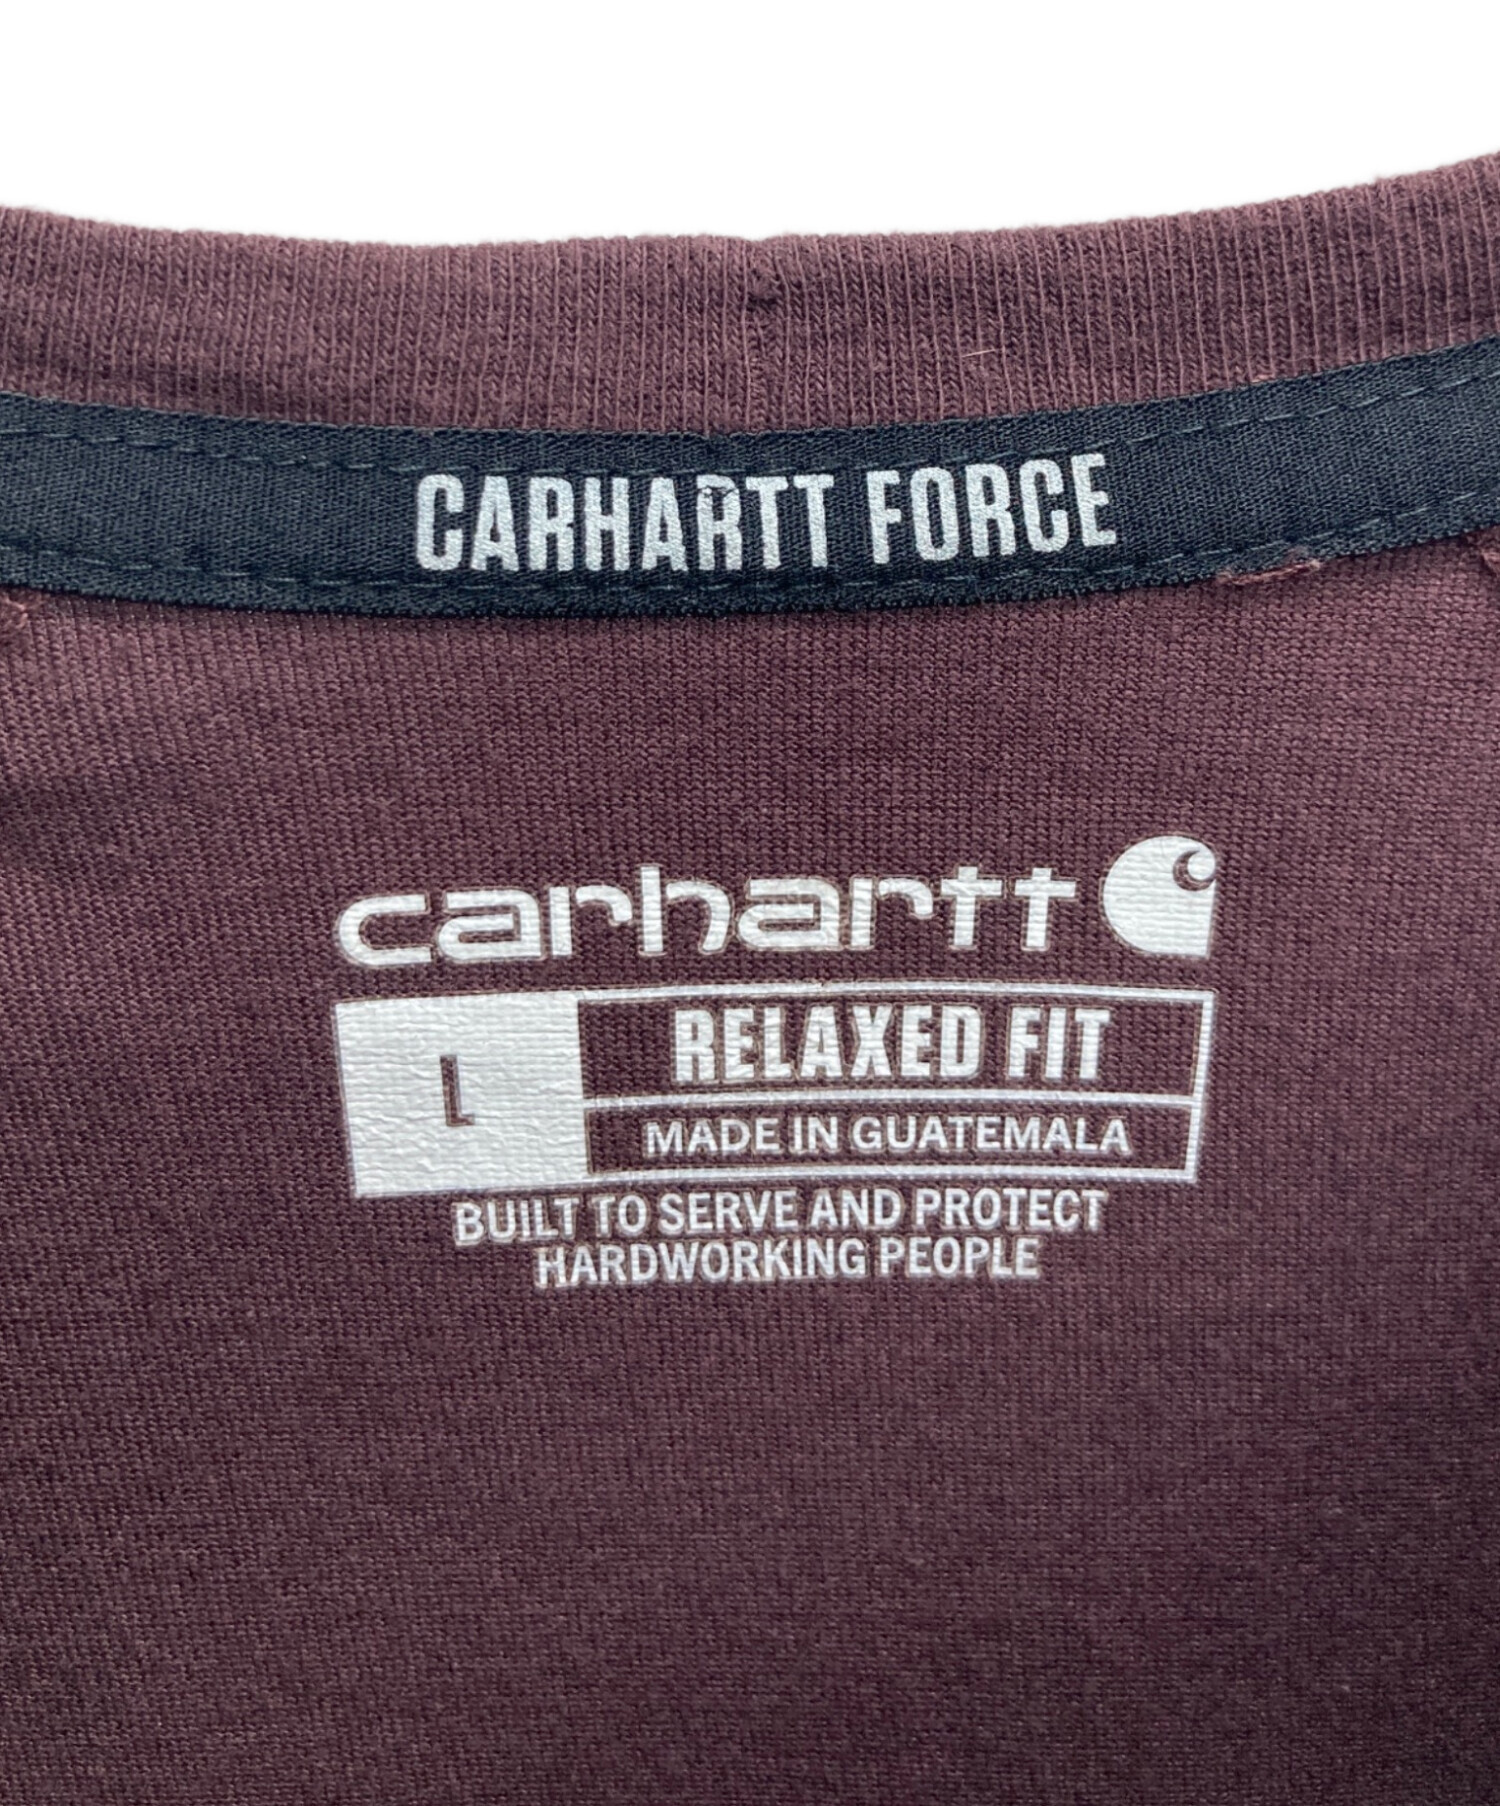 CARHARTT FORCE
carhartt
L
RELAXED FIT
MADE IN GUATEMALA
BUILT TO SERVE AND PROTECT
HARDWORKING PEOPLE